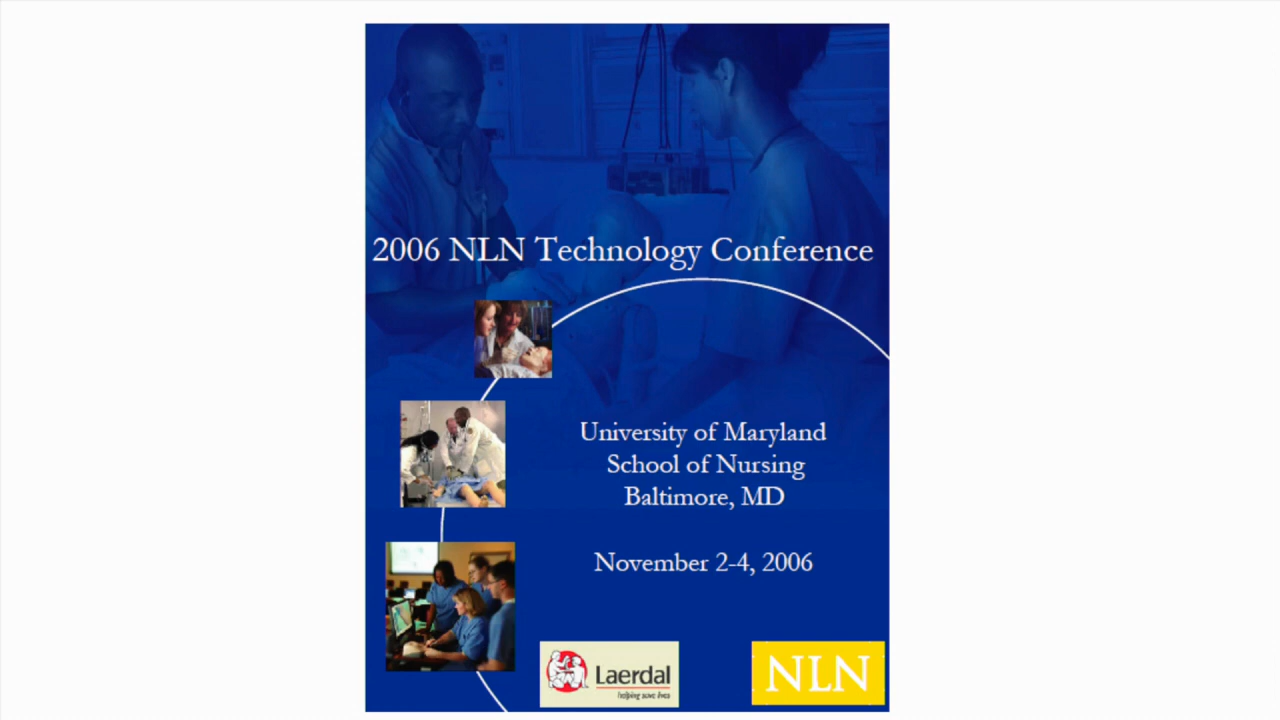 2006 NLN Technology Conference
University of Maryland
School of Nursing
Baltimore, MD
November 2-4, 2006
Laerdal
helping save lives
NLN